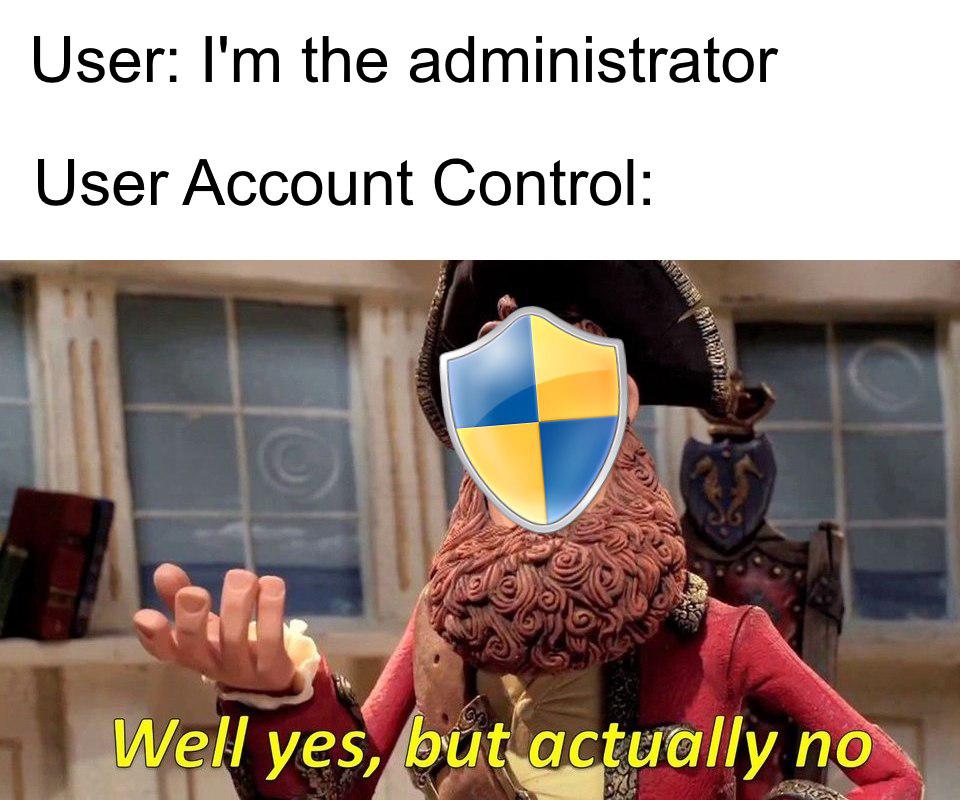 User: I'm the administrator
User Account Control:
Well yes, but actually no